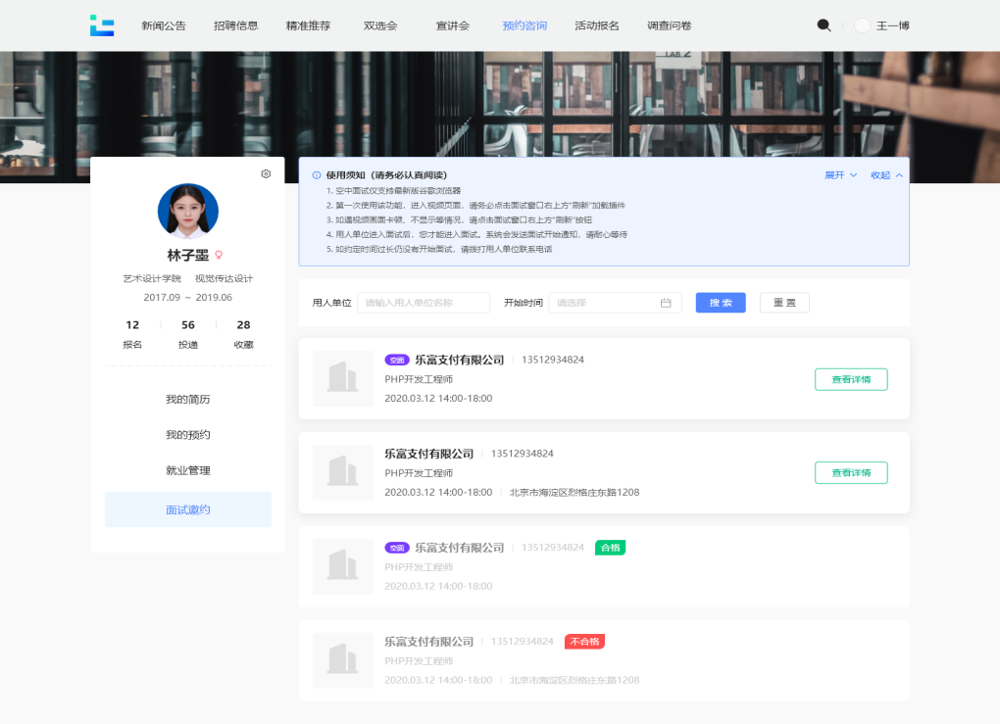 新闻公告 招聘信息 精准推荐 双选会 宣讲会 预约咨询 活动报名 调查问卷 王一博
LAB 2
林子墨
艺术设计学院 视觉传达设计
2017.09 ~ 2019.06
12 56 28
报名 投递 收藏
我的简历
我的预约
就业管理
面试邀约
使用须知（请务必认真阅读） 展开 收起
1. 空中面试仅支持最新版谷歌浏览器
2. 第一次使用该功能，进入视频页面，请务必点击面试窗口右上方“刷新”加载插件
3. 如遇视频画面卡顿、不显示等情况，请点击面试窗口右上方“刷新”按钮
4. 用人单位进入面试后，您才能进入面试。系统会发送面试开始通知，请耐心等待
5. 如约定时间过长仍没有开始面试，请拨打用人单位联系电话
用人单位 请输入用人单位名称 开始时间 请选择 搜 索 重 置
空面 乐富支付有限公司 13512934824
PHP开发工程师
2020.03.12 14:00-18:00
查看详情
乐富支付有限公司 13512934824
PHP开发工程师
2020.03.12 14:00-18:00 北京市海淀区烈格庄东路1208
查看详情
空面 乐富支付有限公司 13512934824 合格
PHP开发工程师
2020.03.12 14:00-18:00
乐富支付有限公司 13512934824 不合格
PHP开发工程师
2020.03.12 14:00-18:00 北京市海淀区烈格庄东路1208